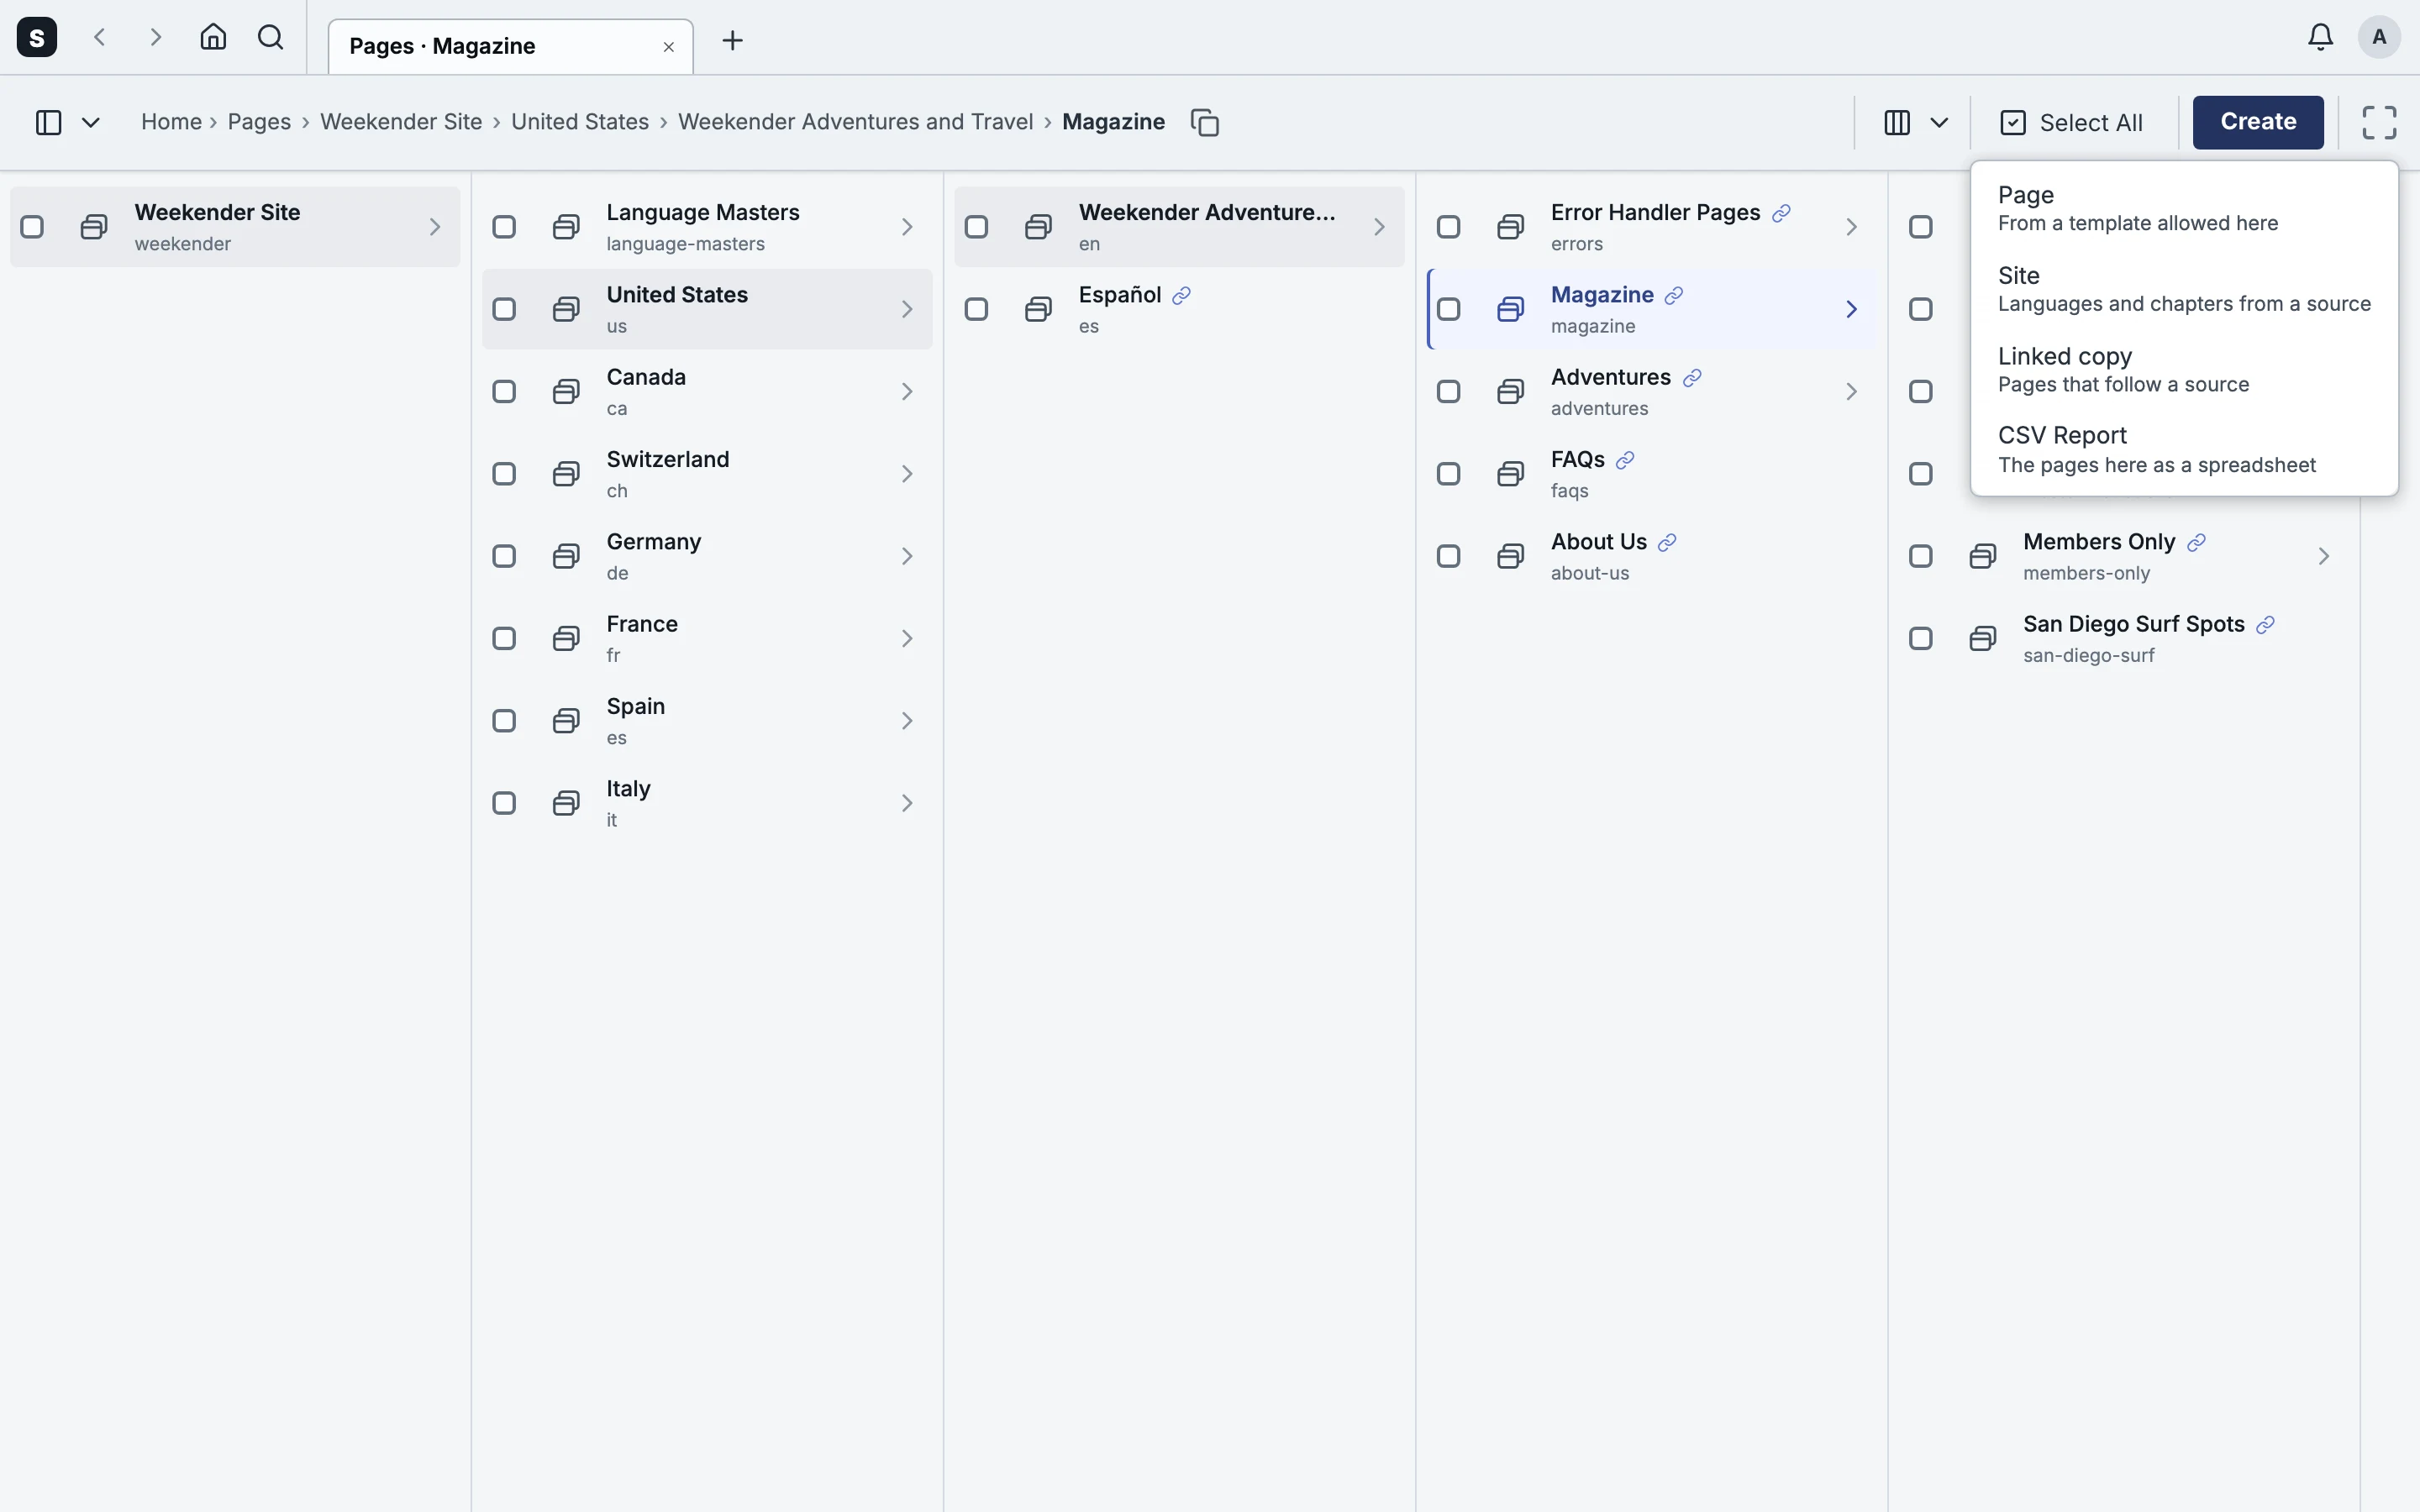 S
Pages · Magazine
A
Home › Pages › Weekender Site › United States › Weekender Adventures and Travel › Magazine
Select All
Create
Weekender Site
weekender
Language Masters
language-masters
United States
us
Canada
ca
Switzerland
ch
Germany
de
France
fr
Spain
es
Italy
it
Weekender Adventure...
en
Español
es
Error Handler Pages
errors
Magazine
magazine
Adventures
adventures
FAQs
faqs
About Us
about-us
Page
From a template allowed here
Site
Languages and chapters from a source
Linked copy
Pages that follow a source
CSV Report
The pages here as a spreadsheet
Members Only
members-only
San Diego Surf Spots
san-diego-surf